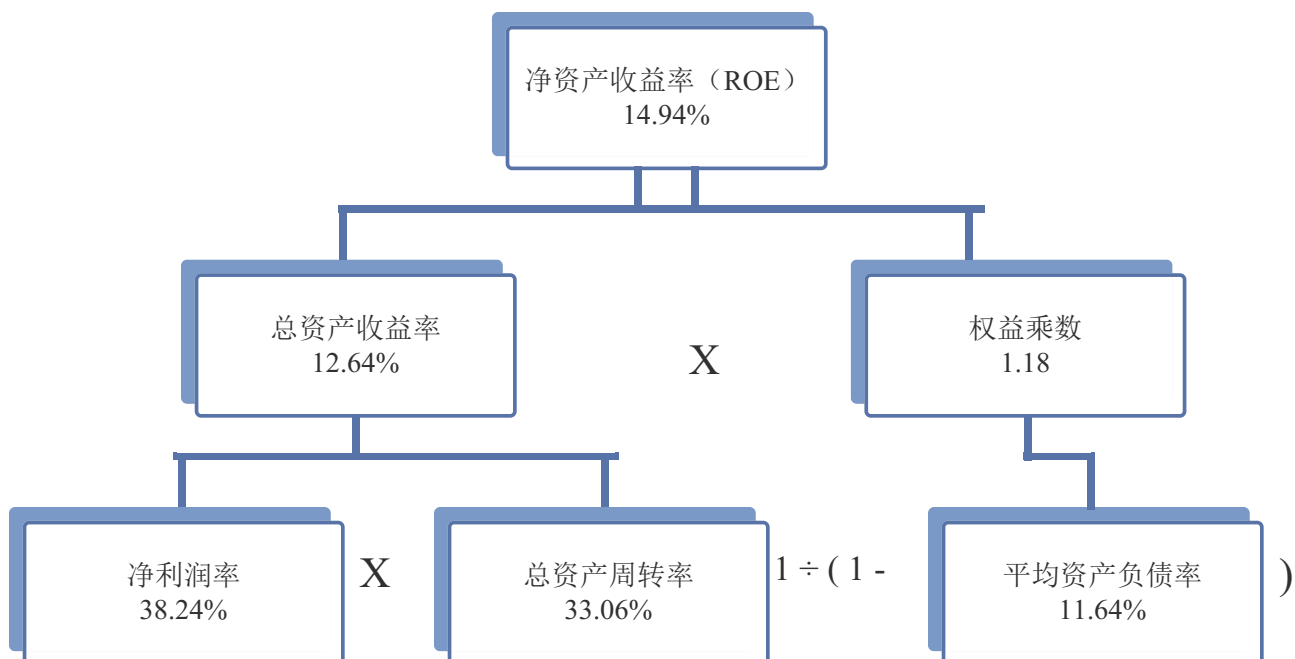 净资产收益率（ROE）
14.94%
总资产收益率
12.64%
X
权益乘数
1.18
净利润率
38.24%
X
总资产周转率
33.06%
1 ÷ ( 1 -
平均资产负债率
11.64%
)